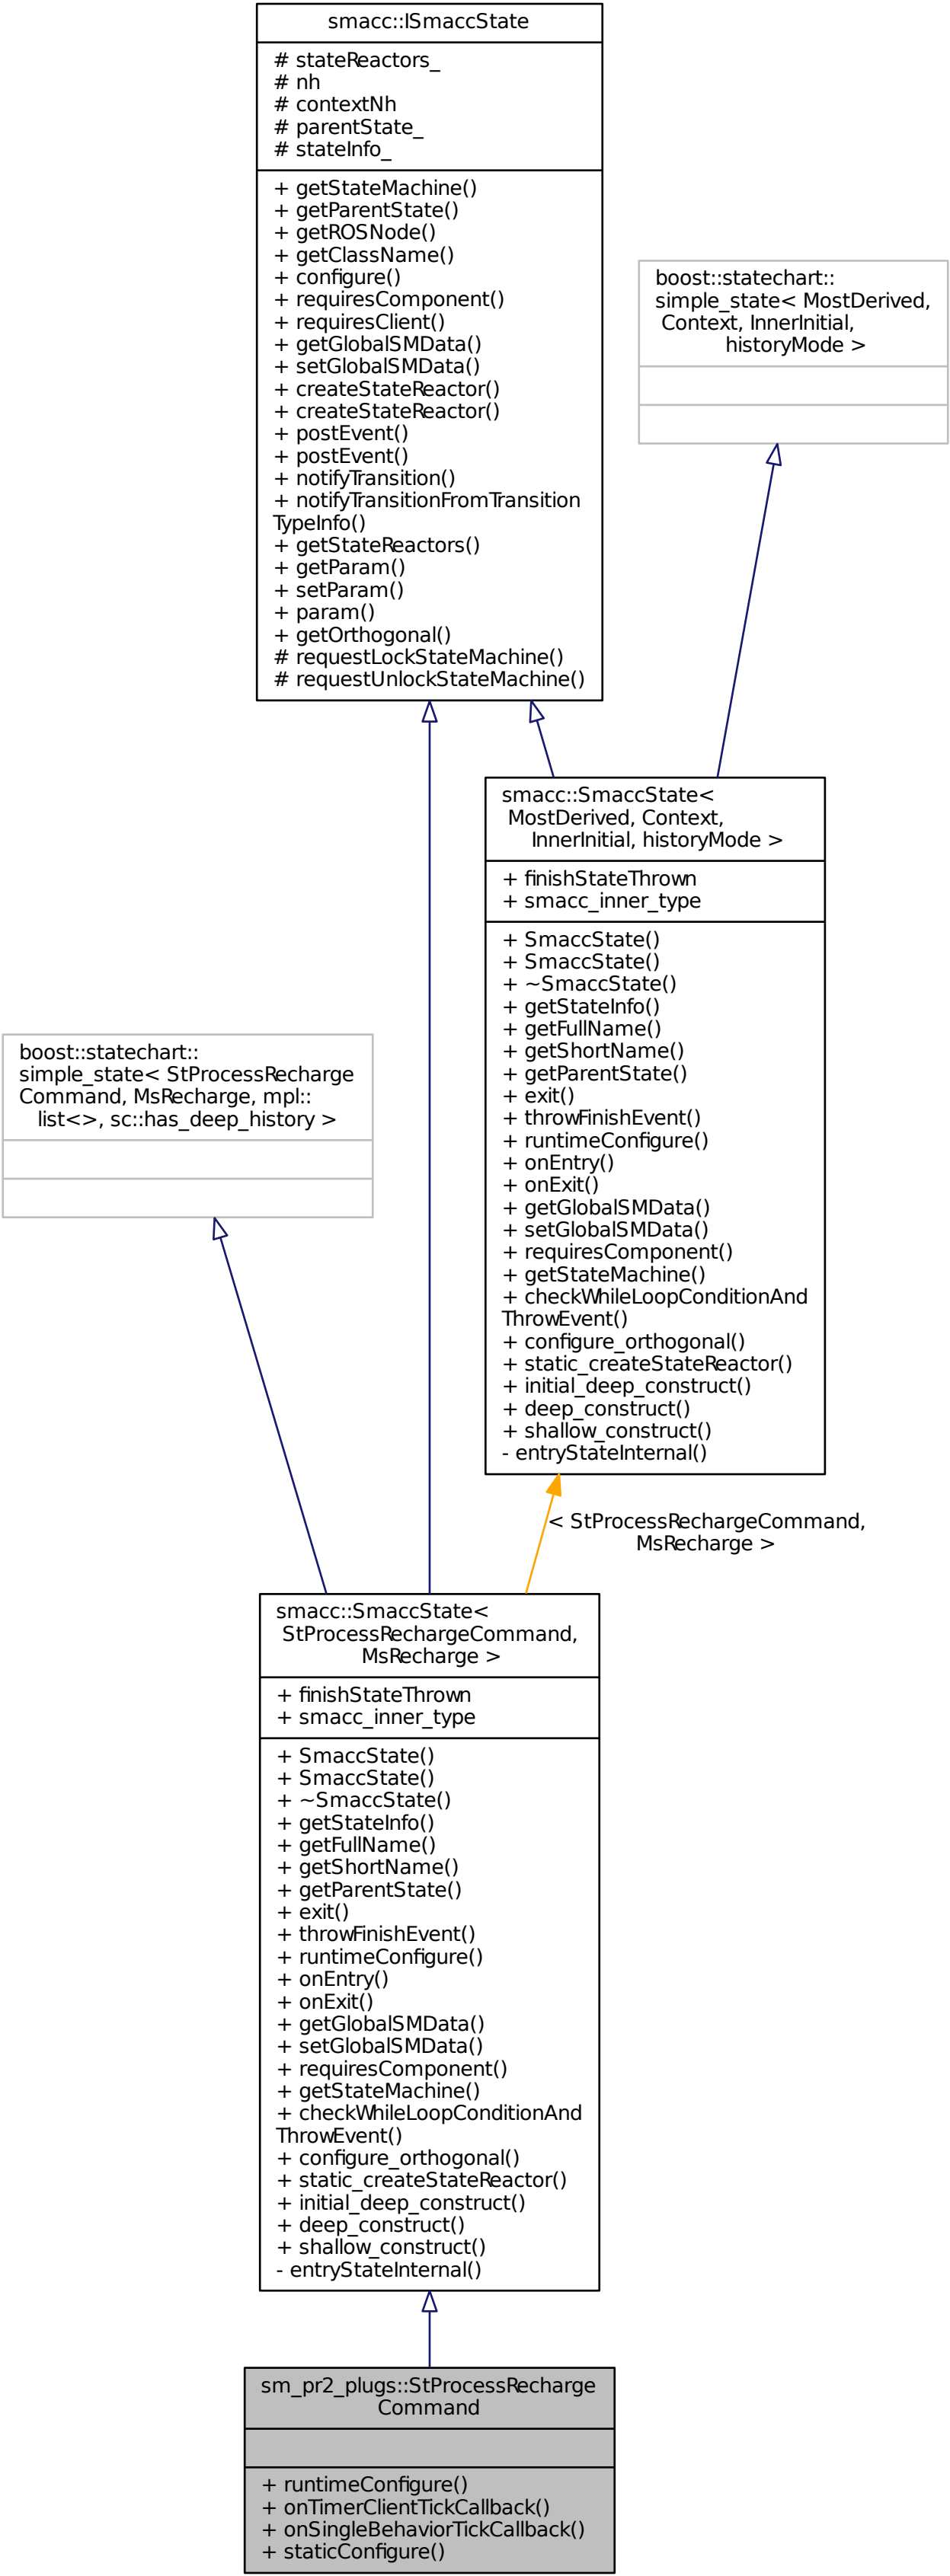 smacc::ISmaccState
# stateReactors_
# nh
# contextNh
# parentState_
# stateInfo_
+ getStateMachine()
+ getParentState()
+ getROSNode()
+ getClassName()
+ configure()
+ requiresComponent()
+ requiresClient()
+ getGlobalSMData()
+ setGlobalSMData()
+ createStateReactor()
+ createStateReactor()
+ postEvent()
+ postEvent()
+ notifyTransition()
+ notifyTransitionFromTransition
TypeInfo()
+ getStateReactors()
+ getParam()
+ setParam()
+ param()
+ getOrthogonal()
# requestLockStateMachine()
# requestUnlockStateMachine()
boost::statechart::
simple_state< MostDerived,
Context, InnerInitial,
historyMode >
smacc::SmaccState<
MostDerived, Context,
InnerInitial, historyMode >
+ finishStateThrown
+ smacc_inner_type
+ SmaccState()
+ SmaccState()
+ ~SmaccState()
+ getStateInfo()
+ getFullName()
+ getShortName()
+ getParentState()
+ exit()
+ throwFinishEvent()
+ runtimeConfigure()
+ onEntry()
+ onExit()
+ getGlobalSMData()
+ setGlobalSMData()
+ requiresComponent()
+ getStateMachine()
+ checkWhileLoopConditionAnd
ThrowEvent()
+ configure_orthogonal()
+ static_createStateReactor()
+ initial_deep_construct()
+ deep_construct()
+ shallow_construct()
- entryStateInternal()
boost::statechart::
simple_state< StProcessRecharge
Command, MsRecharge, mpl::
list<>, sc::has_deep_history >
< StProcessRechargeCommand,
MsRecharge >
smacc::SmaccState<
StProcessRechargeCommand,
MsRecharge >
+ finishStateThrown
+ smacc_inner_type
+ SmaccState()
+ SmaccState()
+ ~SmaccState()
+ getStateInfo()
+ getFullName()
+ getShortName()
+ getParentState()
+ exit()
+ throwFinishEvent()
+ runtimeConfigure()
+ onEntry()
+ onExit()
+ getGlobalSMData()
+ setGlobalSMData()
+ requiresComponent()
+ getStateMachine()
+ checkWhileLoopConditionAnd
ThrowEvent()
+ configure_orthogonal()
+ static_createStateReactor()
+ initial_deep_construct()
+ deep_construct()
+ shallow_construct()
- entryStateInternal()
sm_pr2_plugs::StProcessRecharge
Command
+ runtimeConfigure()
+ onTimerClientTickCallback()
+ onSingleBehaviorTickCallback()
+ staticConfigure()